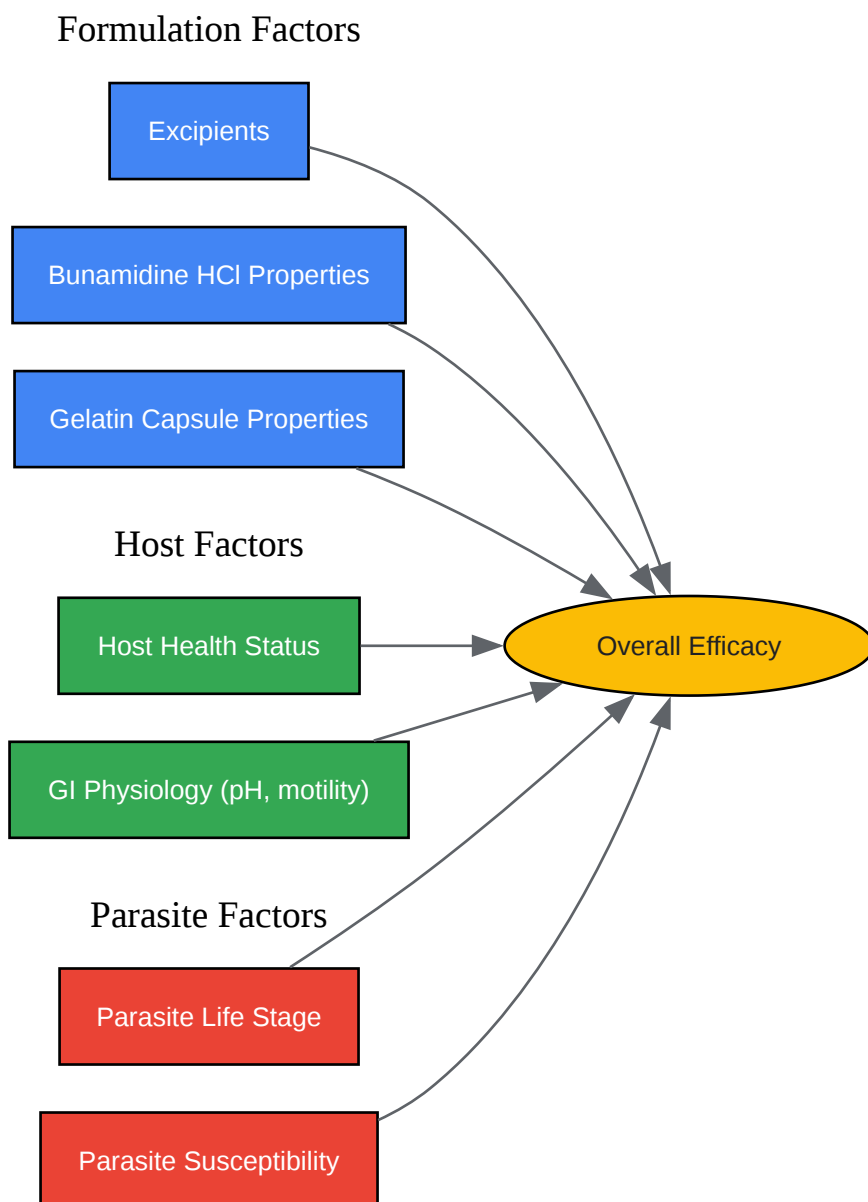 Formulation Factors
Excipients
Bunamidine HCl Properties
Gelatin Capsule Properties
Host Factors
Host Health Status
Overall Efficacy
GI Physiology (pH, motility)
Parasite Factors
Parasite Life Stage
Parasite Susceptibility